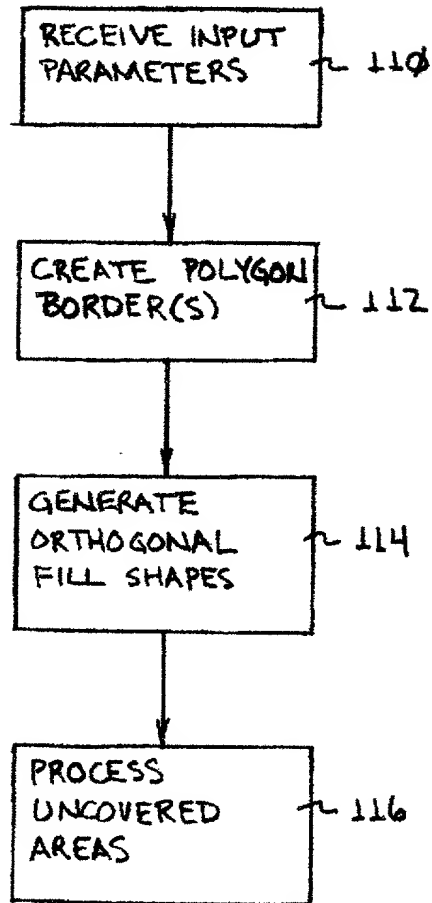 RECEIVE INPUT
PARAMETERS
110
CREATE POLYGON
BORDER(S)
112
GENERATE
ORTHOGONAL
FILL SHAPES
114
PROCESS
UNCOVERED
AREAS
116